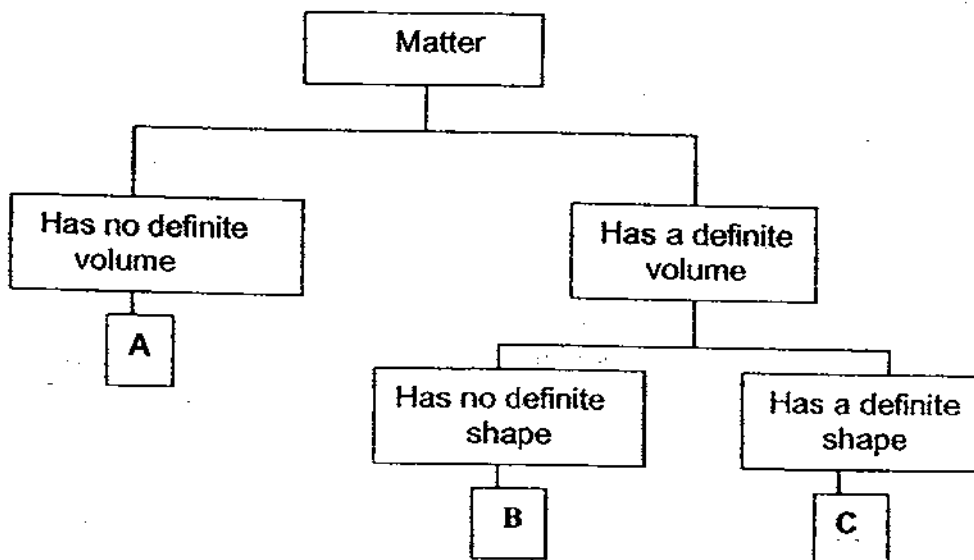 Matter
Has no definite
volume
Has a definite
volume
A
Has no definite
shape
Has a definite
shape
B
C